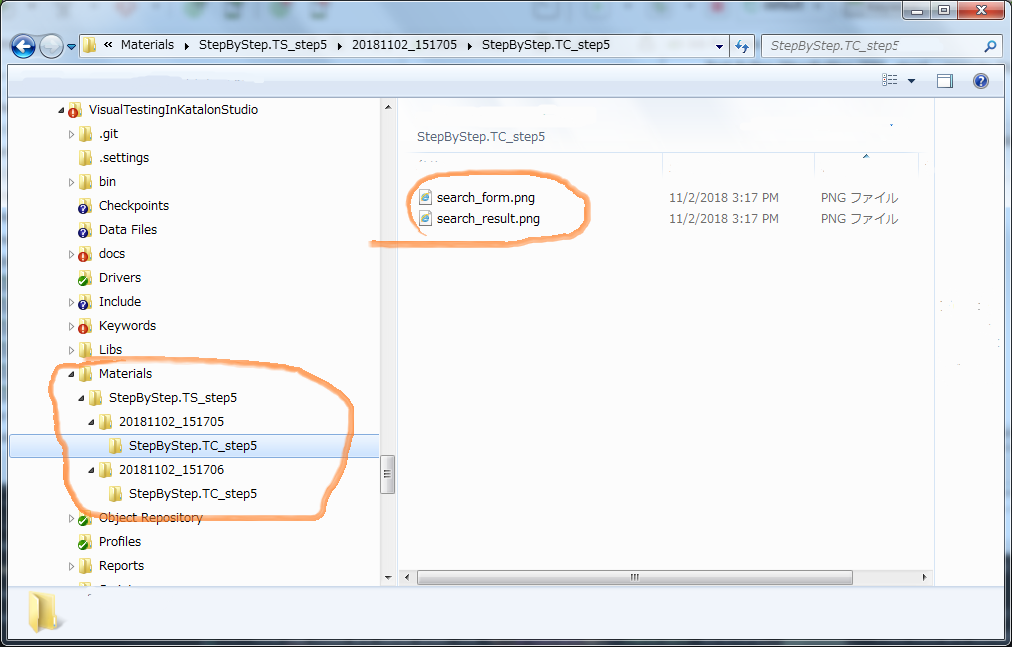 « Materials ▸ StepByStep.TS_step5 ▸ 20181102_151705 ▸ StepByStep.TC_step5
StepByStep.TC_step5
VisualTestingInKatalonStudio
.git
.settings
bin
Checkpoints
Data Files
docs
Drivers
Include
Keywords
Libs
Materials
StepByStep.TS_step5
20181102_151705
StepByStep.TC_step5
20181102_151706
StepByStep.TC_step5
Object Repository
Profiles
Reports
StepByStep.TC_step5
search_form.png 11/2/2018 3:17 PM PNG ファイル
search_result.png 11/2/2018 3:17 PM PNG ファイル